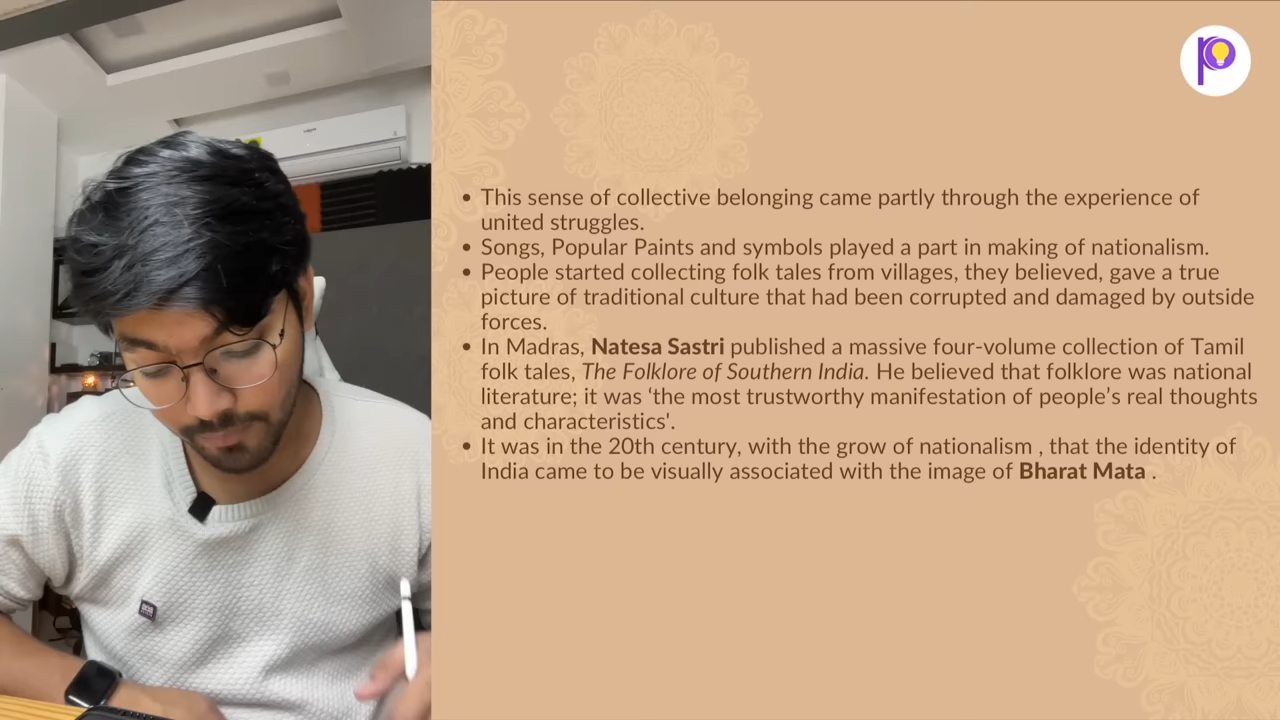 • This sense of collective belonging came partly through the experience of
united struggles.
• Songs, Popular Paints and symbols played a part in making of nationalism.
• People started collecting folk tales from villages, they believed, gave a true
picture of traditional culture that had been corrupted and damaged by outside
forces.
• In Madras, Natesa Sastri published a massive four-volume collection of Tamil
folk tales, The Folklore of Southern India. He believed that folklore was national
literature; it was ‘the most trustworthy manifestation of people’s real thoughts
and characteristics'.
• It was in the 20th century, with the grow of nationalism , that the identity of
India came to be visually associated with the image of Bharat Mata .